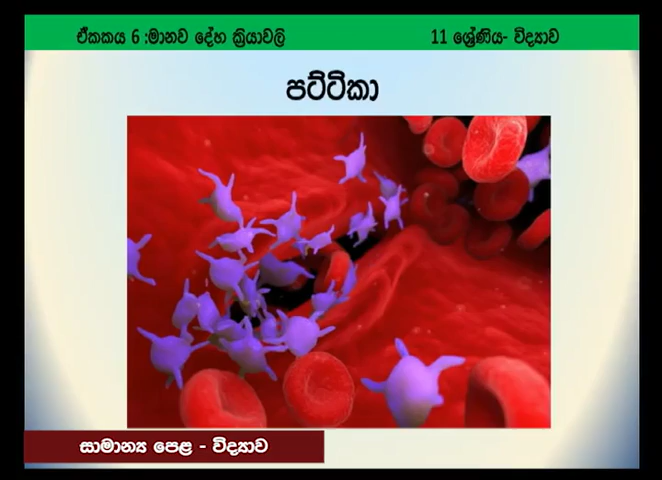 ඒකකය 6 :මානව දේහ ක්‍රියාවලි
11 ශ්‍රේණිය- විද්‍යාව
පට්ටිකා
සාමාන්‍ය පෙළ - විද්‍යාව